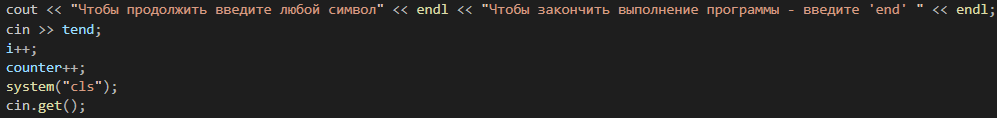 cout << "Чтобы продолжить введите любой символ" << endl << "Чтобы закончить выполнение программы - введите 'end' " << endl;
cin >> tend;
i++;
counter++;
system("cls");
cin.get();